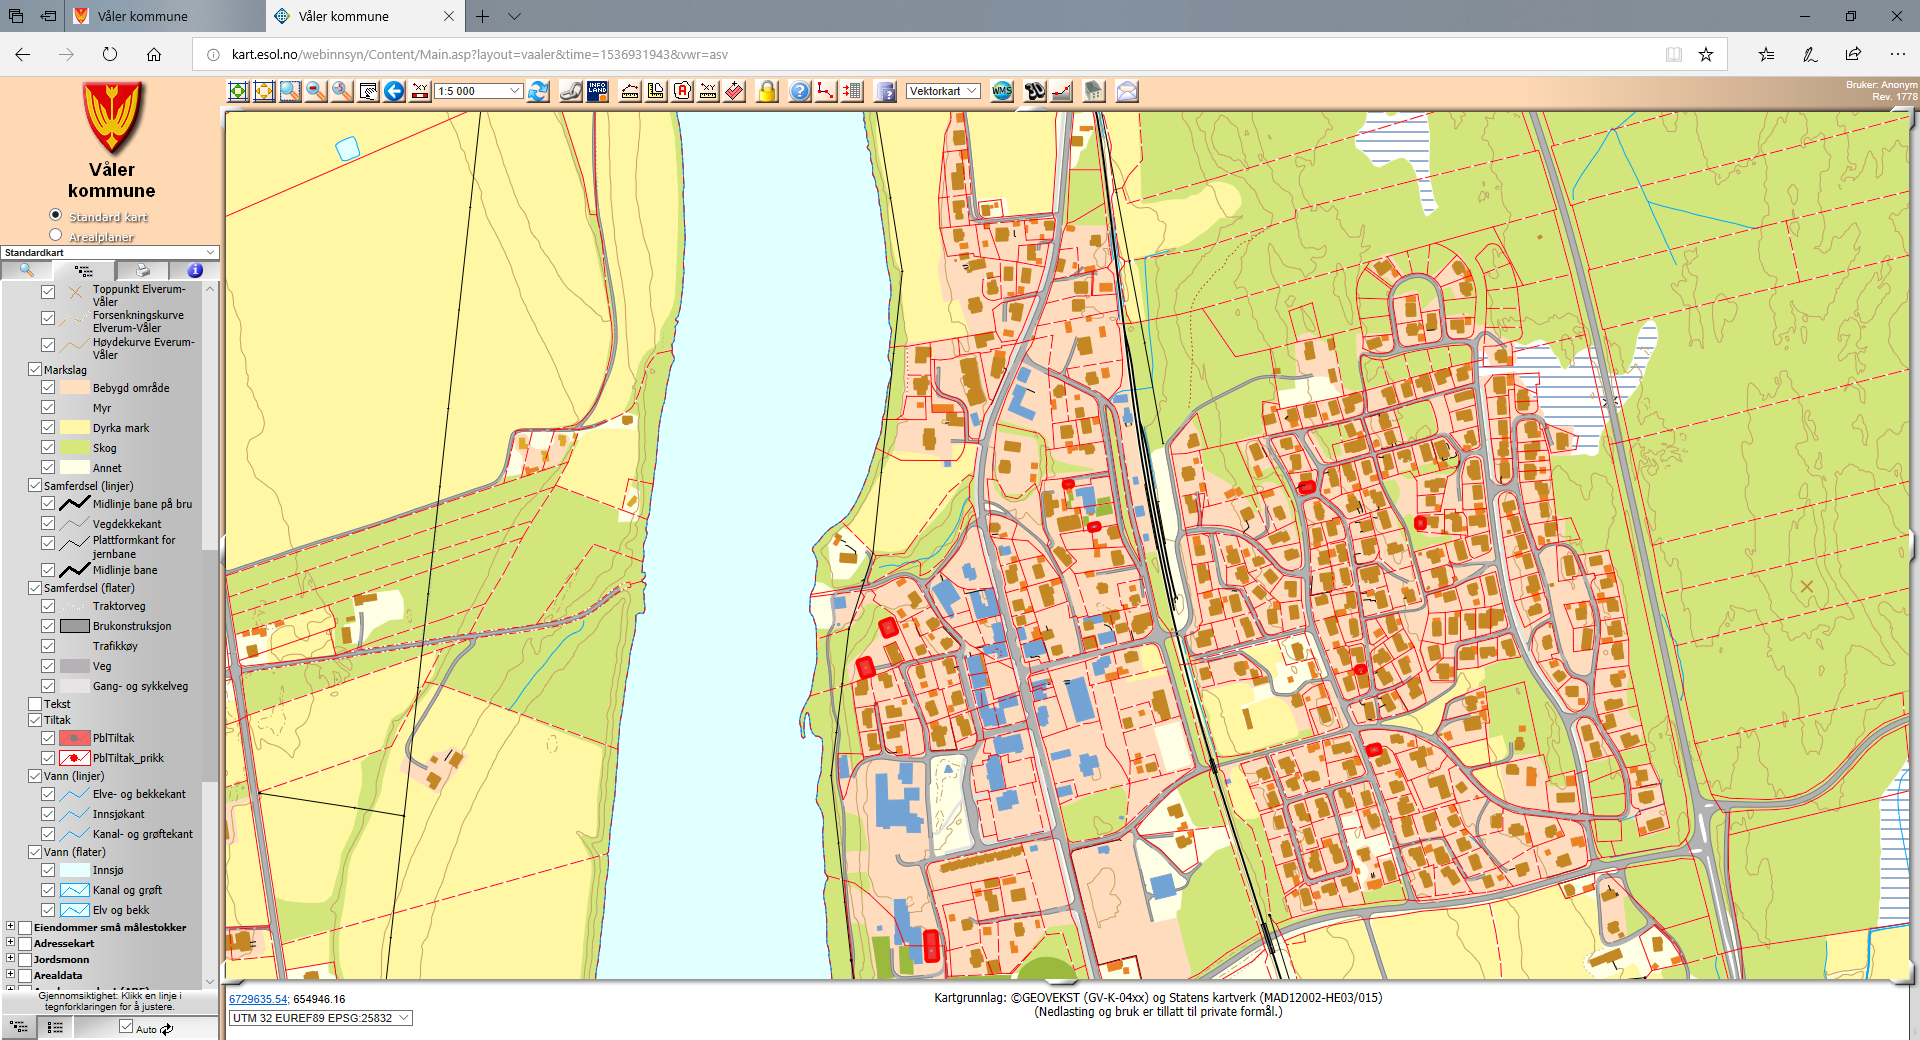 Våler kommune
Våler kommune
kart.esol.no/webinnsyn/Content/Main.asp?layout=vaaler&time=1536931943&vwr=asv
XY
1:5 000
INFO
LAND
XY
Vektorkart
WMS
3D
Bruker: Anonym
Rev. 1778
Våler
kommune
Standard kart
Arealplaner
Standardkart
Toppunkt Elverum-
Våler
Forsenkningskurve
Elverum-Våler
Høydekurve Everum-
Våler
Markslag
Bebygd område
Myr
Dyrka mark
Skog
Annet
Samferdsel (linjer)
Midlinje bane på bru
Vegdekkekant
Plattformkant for
jernbane
Midlinje bane
Samferdsel (flater)
Traktorveg
Brukonstruksjon
Trafikkøy
Veg
Gang- og sykkelveg
Tekst
Tiltak
PblTiltak
PblTiltak_prikk
Vann (linjer)
Elve- og bekkekant
Innsjøkant
Kanal- og grøftekant
Vann (flater)
Innsjø
Kanal og grøft
Elv og bekk
Eiendommer små målestokker
Adressekart
Jordsmonn
Arealdata
Gjennomsiktighet: Klikk en linje i
tegnforklaringen for å justere.
Auto
6729635.54; 654946.16
UTM 32 EUREF89 EPSG:25832
Kartgrunnlag: ©GEOVEKST (GV-K-04xx) og Statens kartverk (MAD12002-HE03/015)
(Nedlasting og bruk er tillatt til private formål.)